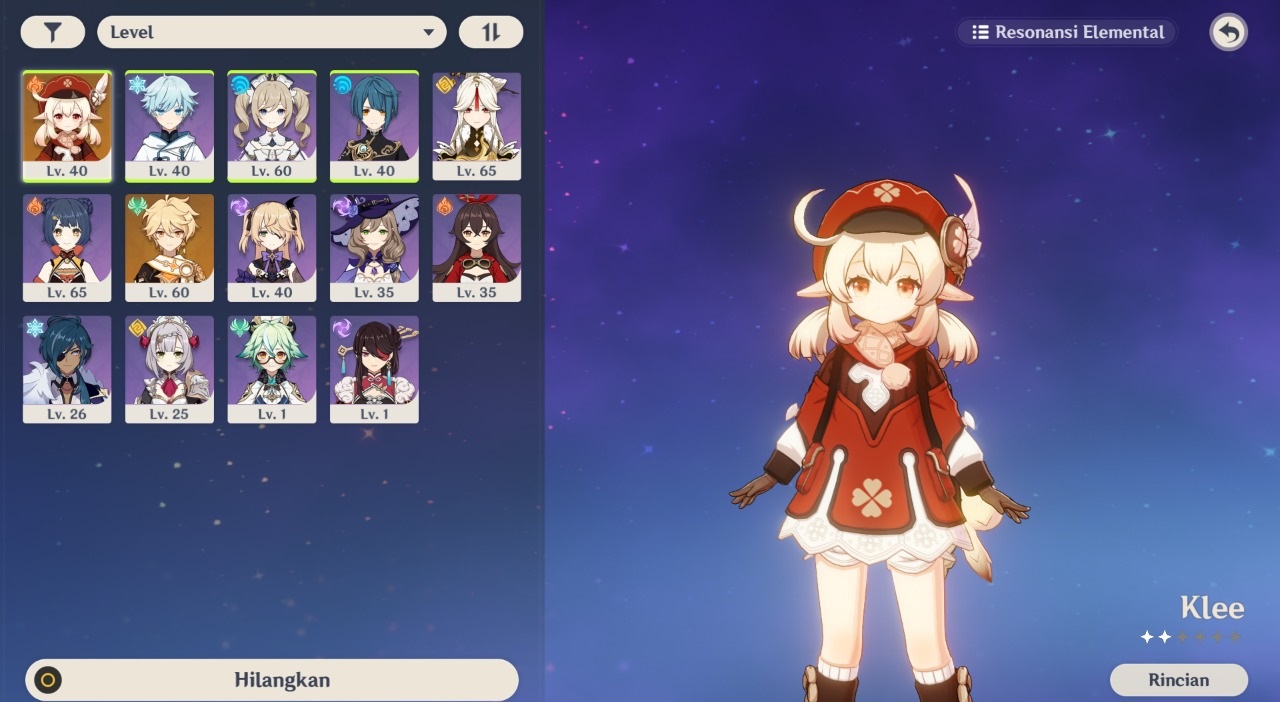 Level
Resonansi Elemental
Lv. 40
Lv. 40
Lv. 60
Lv. 40
Lv. 65
Lv. 65
Lv. 60
Lv. 40
Lv. 35
Lv. 35
Lv. 26
Lv. 25
Lv. 1
Lv. 1
Klee
Hilangkan
Rincian